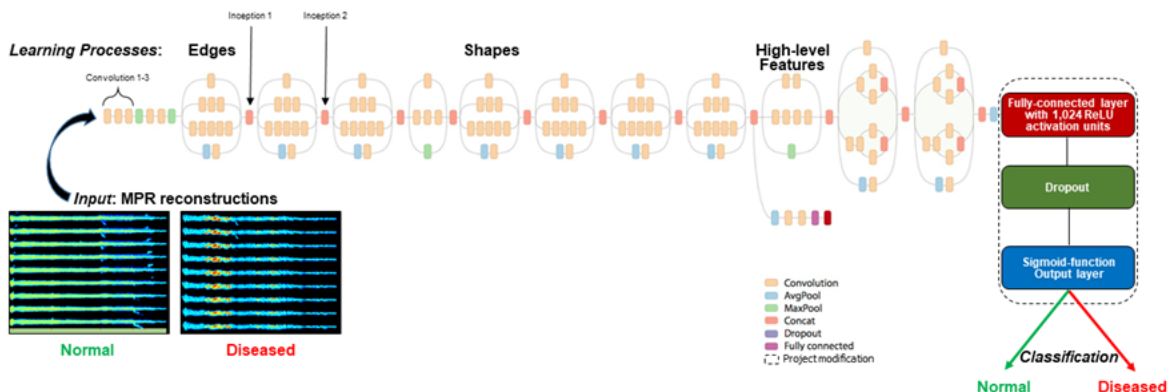 Inception 1
Inception 2
Learning Processes:
Edges
Shapes
High-level
Features
Convolution 1-3
Fully-connected layer
with 1,024 ReLU
activation units
Dropout
Sigmoid-function
Output layer
Input: MPR reconstructions
Normal
Diseased
Convolution
AvgPool
MaxPool
Concat
Dropout
Fully connected
Project modification
Classification
Normal
Diseased